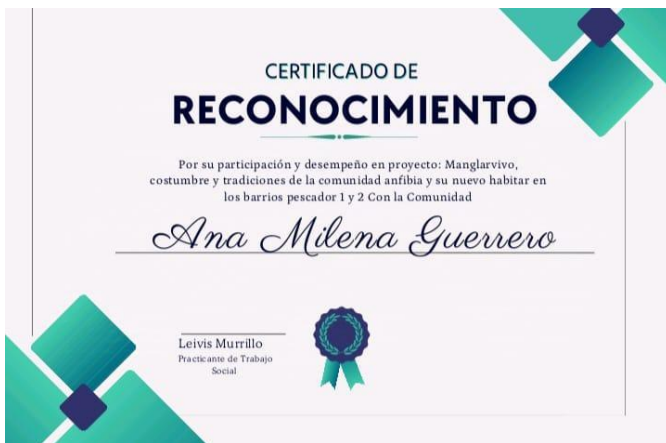 CERTIFICADO DE
RECONOCIMIENTO
Por su participación y desempeño en proyecto: Manglarvivo,
costumbre y tradiciones de la comunidad anfibia y su nuevo habitar en
los barrios pescador 1 y 2 Con la Comunidad
Ana Milena Guerrero
Leivis Murrillo
Practicante de Trabajo
Social